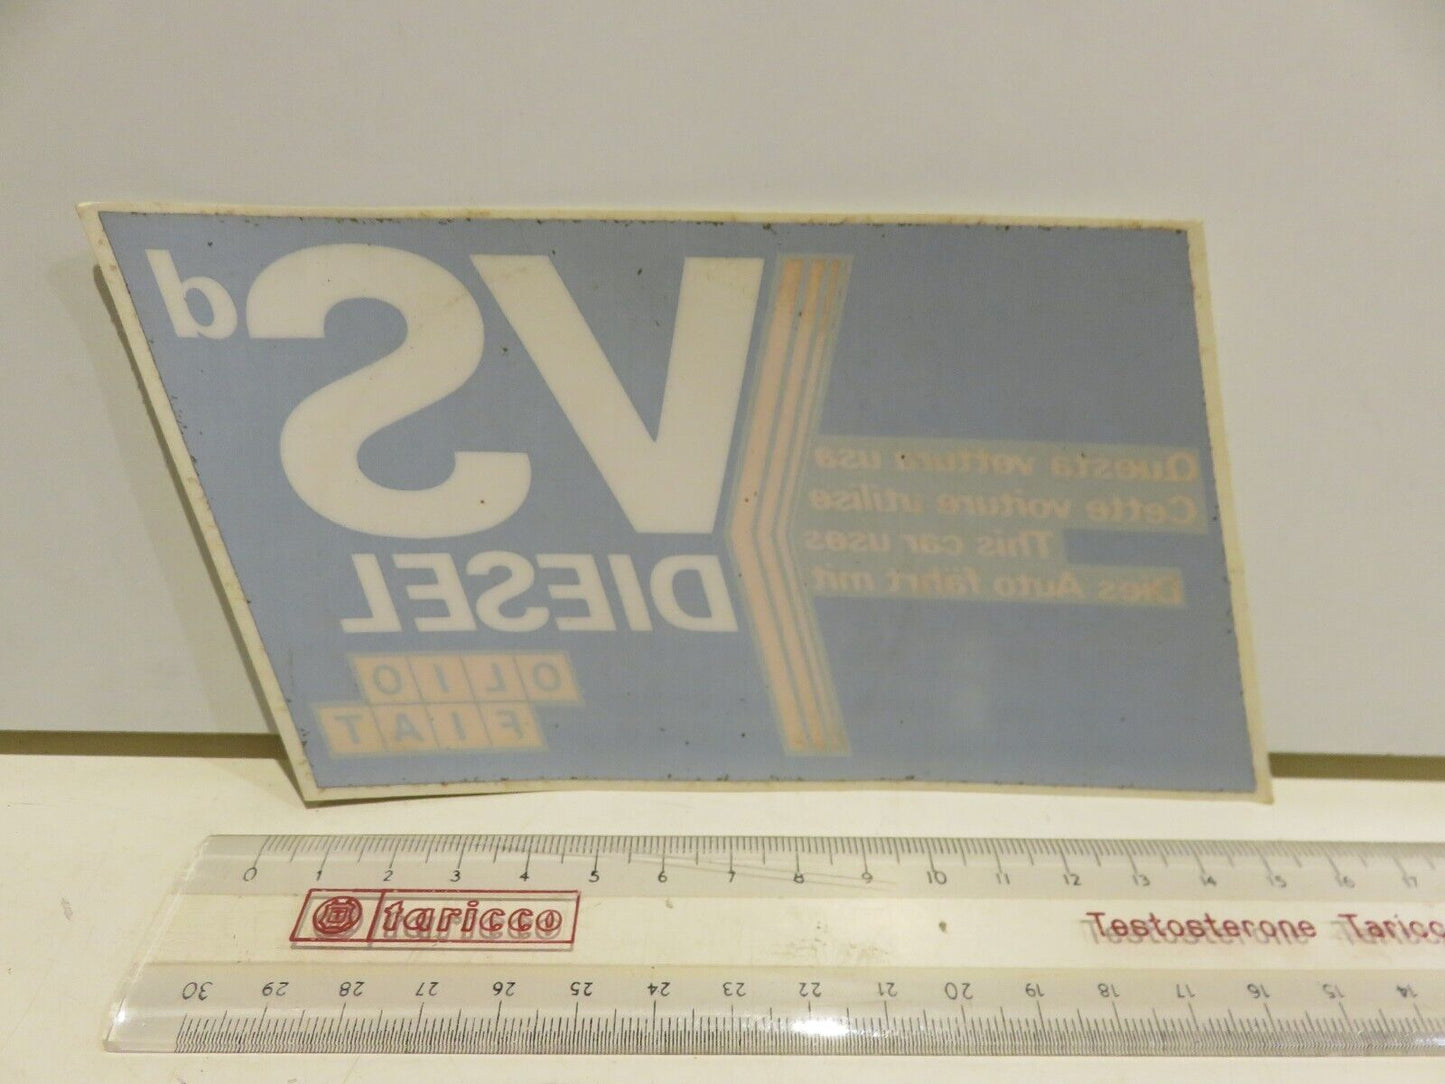 VSd
DIESEL
OLIO
FIAT
Questa vettura usa
Cette voiture utilise
This car uses
Dies Auto fährt mit
0 1 2 3 4 5 6 7 8 9 10 11 12 13 14 15 16 17
taricco
Testosterone Taricco
30 29 28 27 26 25 24 23 22 21 20 19 18 17 16 15 14